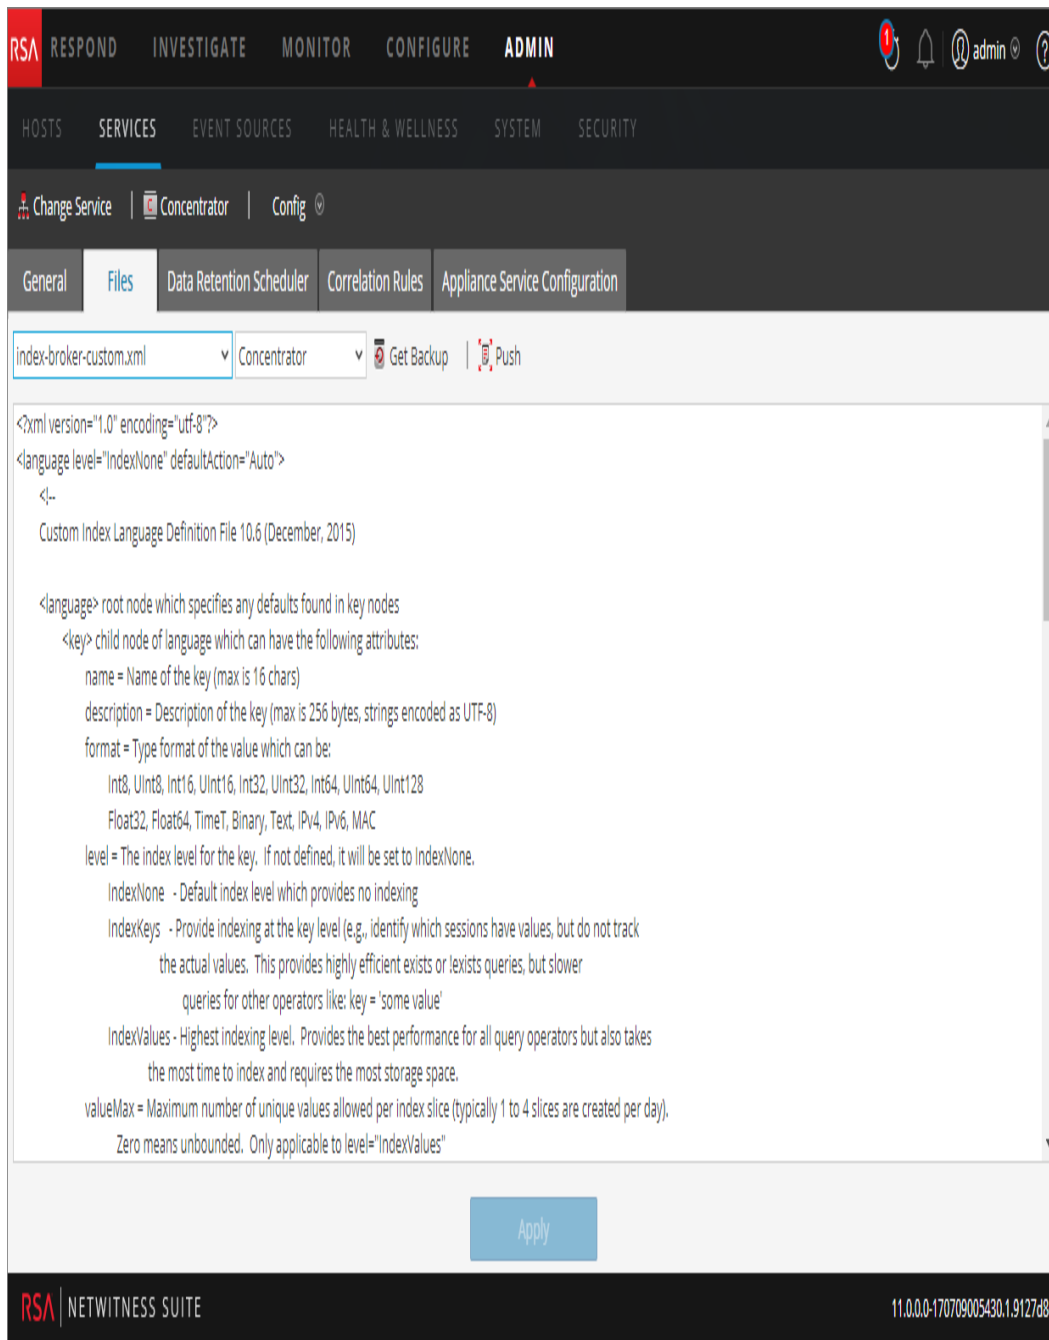 RSA RESPOND INVESTIGATE MONITOR CONFIGURE ADMIN 1 admin ?
HOSTS SERVICES EVENT SOURCES HEALTH & WELLNESS SYSTEM SECURITY
Change Service | C Concentrator | Config
General Files Data Retention Scheduler Correlation Rules Appliance Service Configuration
index-broker-custom.xml Concentrator Get Backup | Push
<?xml version="1.0" encoding="utf-8"?>
<language level="IndexNone" defaultAction="Auto">
<!--
Custom Index Language Definition File 10.6 (December, 2015)
<language> root node which specifies any defaults found in key nodes
<key> child node of language which can have the following attributes:
name = Name of the key (max is 16 chars)
description = Description of the key (max is 256 bytes, strings encoded as UTF-8)
format = Type format of the value which can be:
Int8, UInt8, Int16, UInt16, Int32, UInt32, Int64, UInt64, UInt128
Float32, Float64, TimeT, Binary, Text, IPv4, IPv6, MAC
level = The index level for the key. If not defined, it will be set to IndexNone.
IndexNone - Default index level which provides no indexing
IndexKeys - Provide indexing at the key level (e.g., identify which sessions have values, but do not track
the actual values. This provides highly efficient exists or !exists queries, but slower
queries for other operators like: key = 'some value'
IndexValues - Highest indexing level. Provides the best performance for all query operators but also takes
the most time to index and requires the most storage space.
valueMax = Maximum number of unique values allowed per index slice (typically 1 to 4 slices are created per day).
Zero means unbounded. Only applicable to level="IndexValues"
Apply
RSA | NETWITNESS SUITE 11.0.0.0-170709005430.1.9127d8